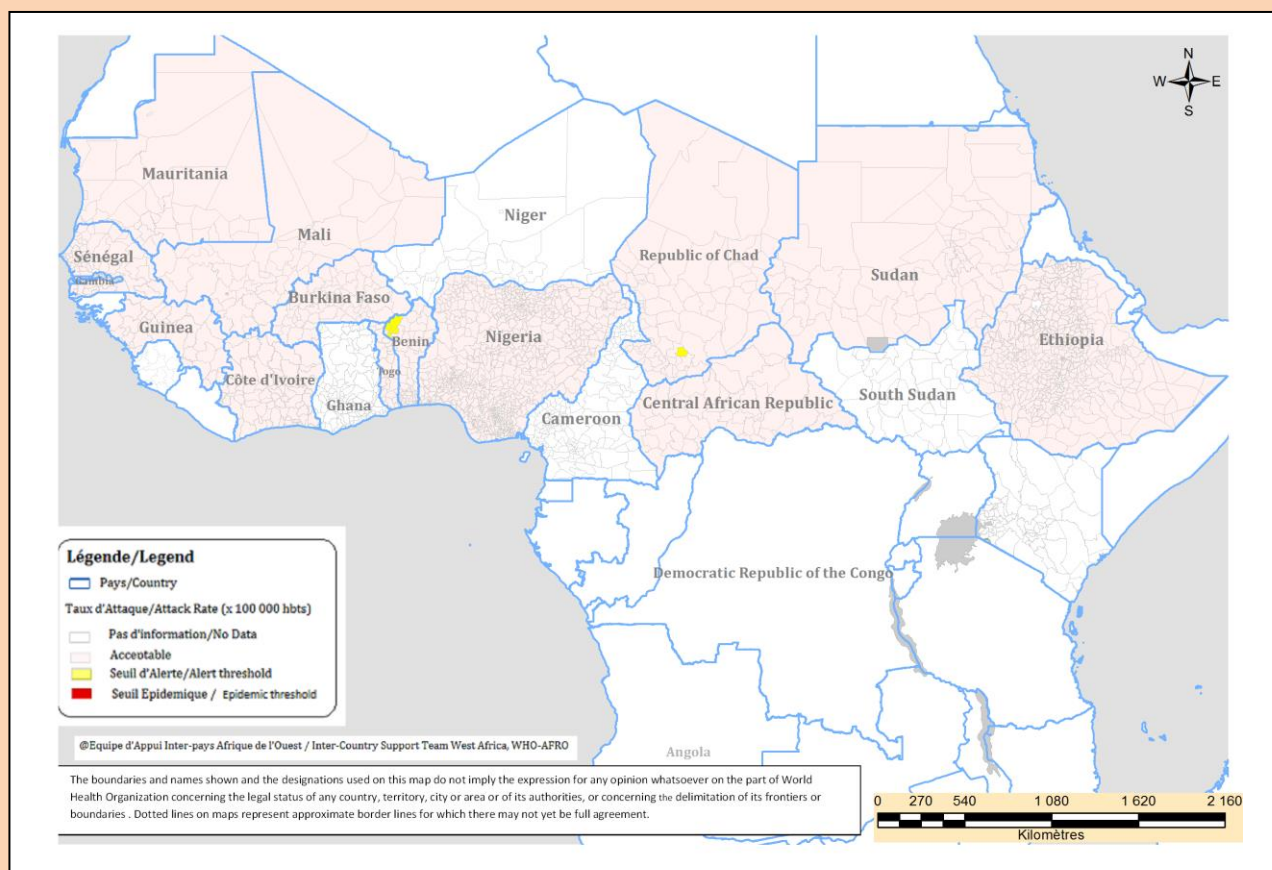 N
W E
S
Mauritania
Niger
Mali
Republic of Chad
Sénégal
Sudan
Gambia
Burkina Faso
Guinea
Nigeria
Benin
Ethiopia
Togo
Côte d'Ivoire
Ghana
Central African Republic
South Sudan
Cameroon
Democratic Republic of the Congo
Angola
Légende/Legend
Pays/Country
Taux d'Attaque/Attack Rate (x 100 000 hbts)
Pas d'information/No Data
Acceptable
Seuil d'Alerte/Alert threshold
Seuil Epidemique / Epidemic threshold
@Equipe d'Appui Inter-pays Afrique de l'Ouest / Inter-Country Support Team West Africa, WHO-AFRO
The boundaries and names shown and the designations used on this map do not imply the expression for any opinion whatsoever on the part of World
Health Organization concerning the legal status of any country, territory, city or area or of its authorities, or concerning the delimitation of its frontiers or
boundaries . Dotted lines on maps represent approximate border lines for which there may not yet be full agreement.
0 270 540 1 080 1 620 2 160
Kilomètres